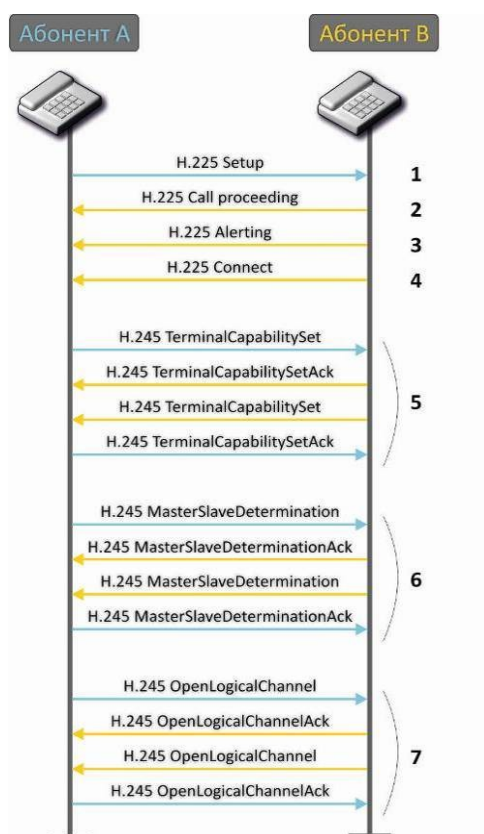 Абонент A Абонент B
H.225 Setup 1
H.225 Call proceeding 2
H.225 Alerting 3
H.225 Connect 4
H.245 TerminalCapabilitySet
H.245 TerminalCapabilitySetAck
H.245 TerminalCapabilitySet 5
H.245 TerminalCapabilitySetAck
H.245 MasterSlaveDetermination
H.245 MasterSlaveDeterminationAck
H.245 MasterSlaveDetermination 6
H.245 MasterSlaveDeterminationAck
H.245 OpenLogicalChannel
H.245 OpenLogicalChannelAck
H.245 OpenLogicalChannel 7
H.245 OpenLogicalChannelAck